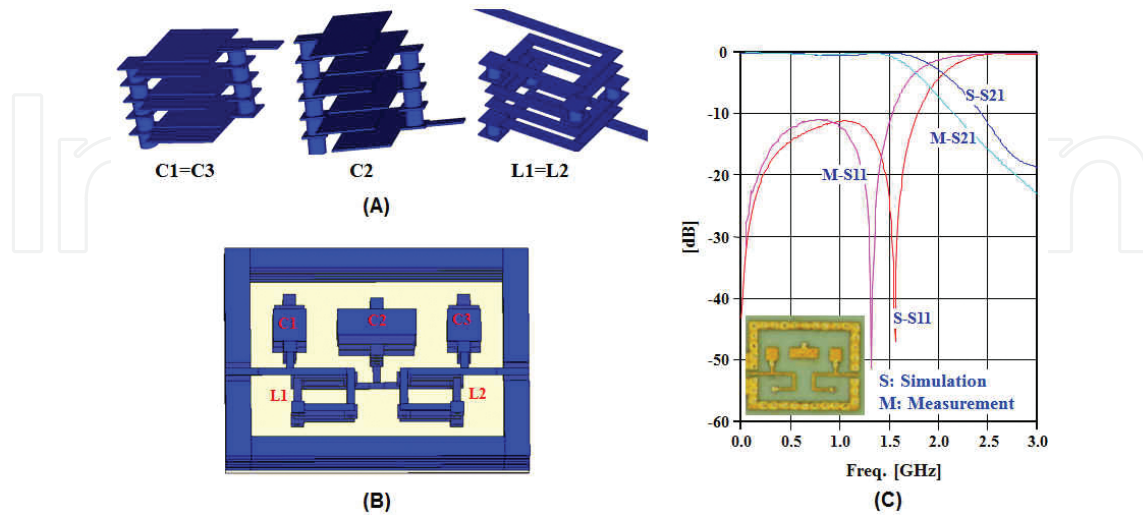 C1=C3
C2
L1=L2
(A)
C1
C2
C3
L1
L2
(B)
0
-10
-20
-30
-40
-50
-60
[dB]
S-S21
M-S21
M-S11
S-S11
S: Simulation
M: Measurement
0.0 0.5 1.0 1.5 2.0 2.5 3.0
Freq. [GHz]
(C)